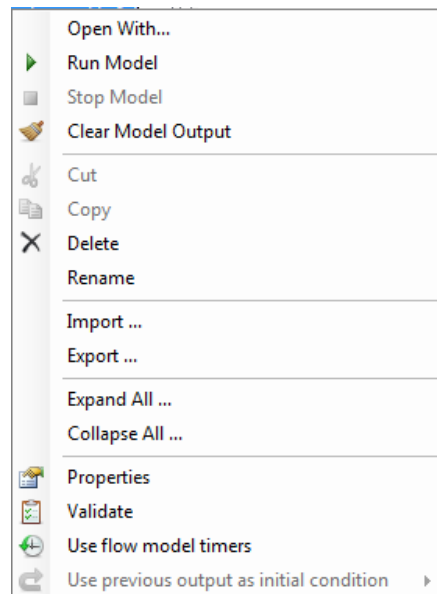 Open With...
Run Model
Stop Model
Clear Model Output
Cut
Copy
Delete
Rename
Import ...
Export ...
Expand All ...
Collapse All ...
Properties
Validate
Use flow model timers
Use previous output as initial condition